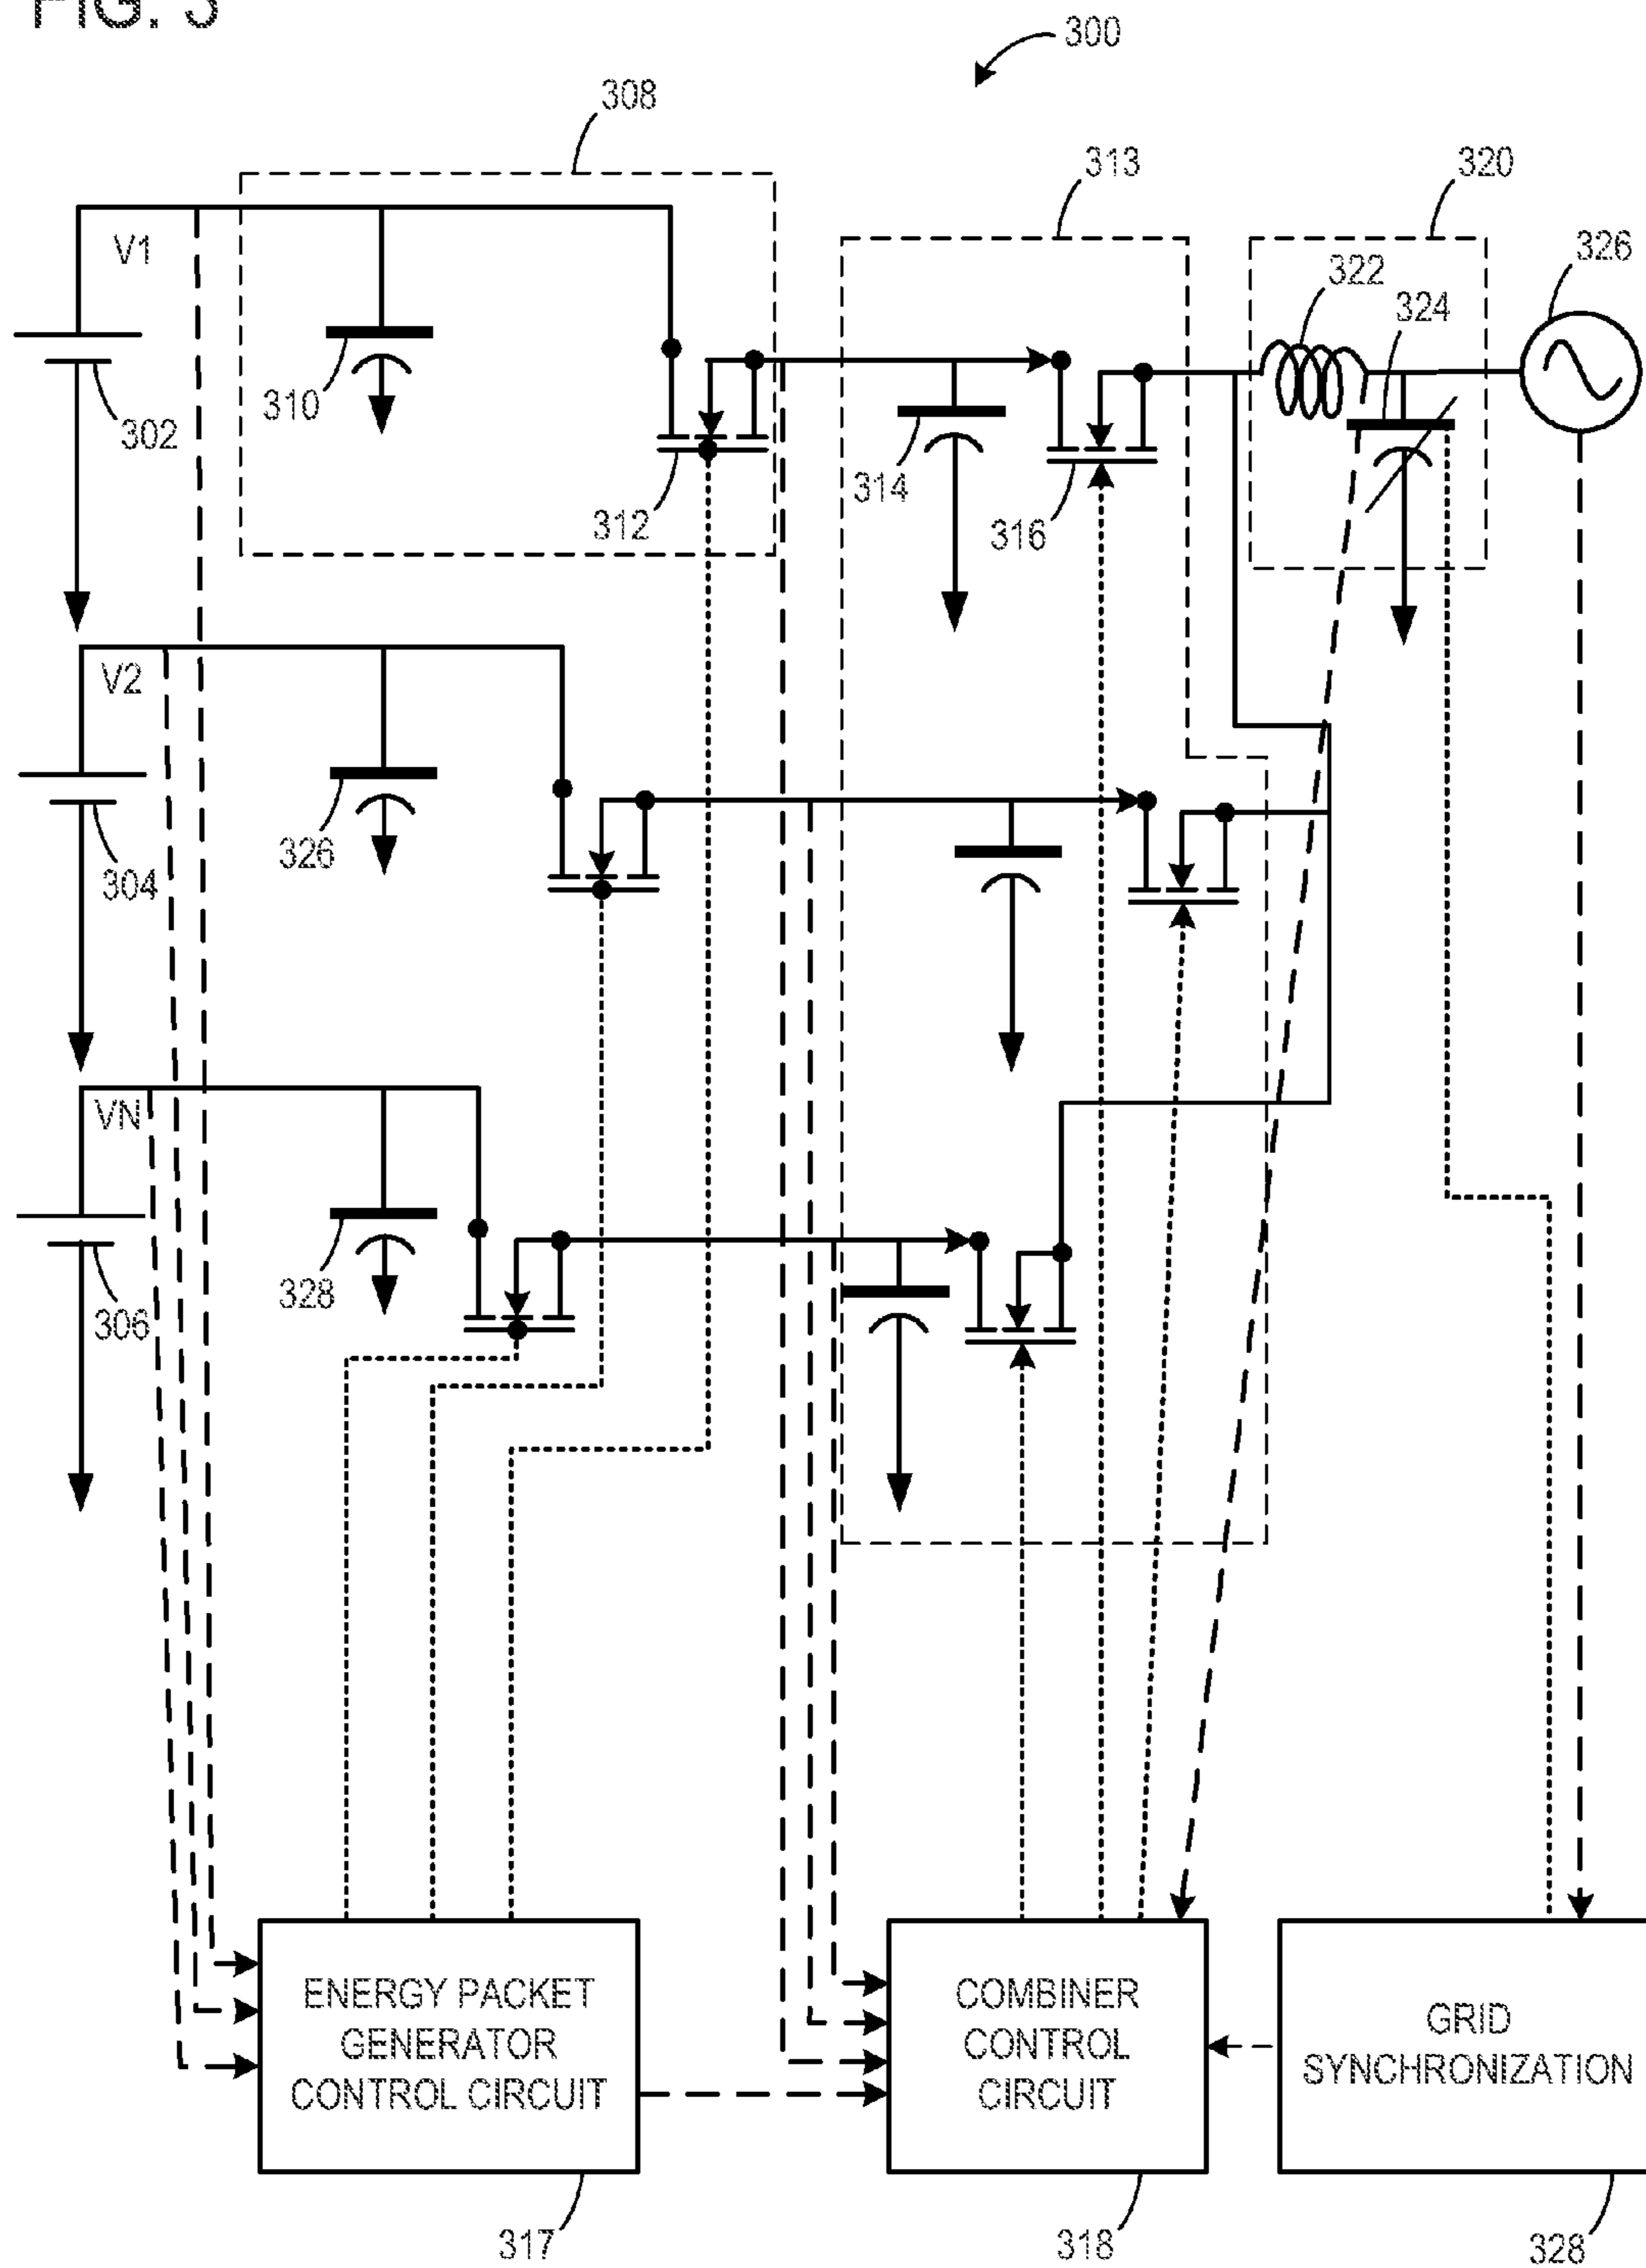 FIG. 3
300
308
313
320
V1
322
326
324
310
302
312
314
316
V2
326
304
VN
328
306
ENERGY PACKET
GENERATOR
CONTROL CIRCUIT
COMBINER
CONTROL
CIRCUIT
GRID
SYNCHRONIZATION
317
318
328